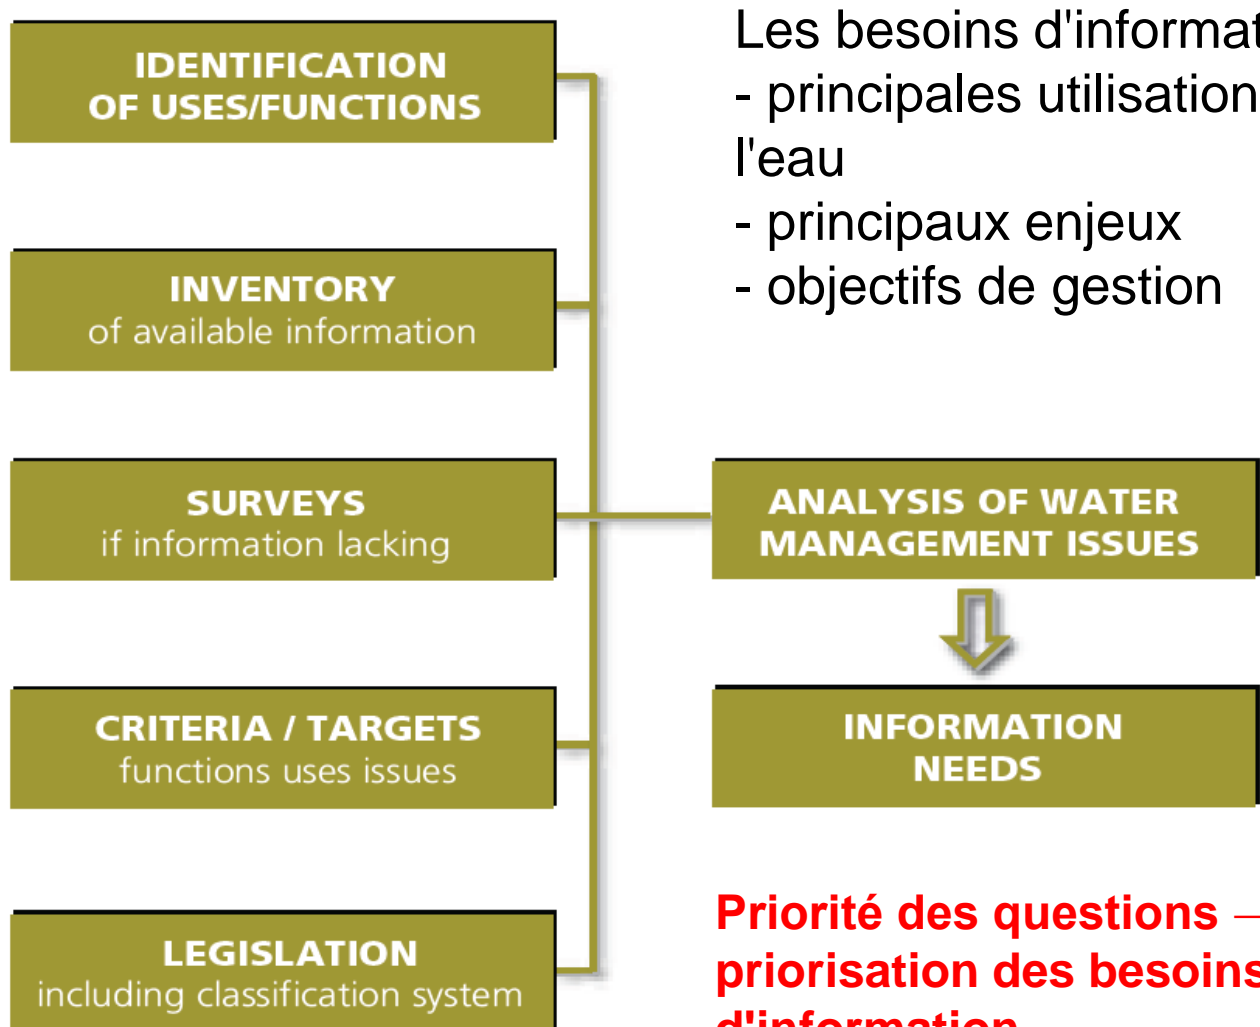 IDENTIFICATION
OF USES/FUNCTIONS
INVENTORY
of available information
SURVEYS
if information lacking
CRITERIA / TARGETS
functions uses issues
LEGISLATION
including classification system
Les besoins d'informat
- principales utilisation
l'eau
- principaux enjeux
- objectifs de gestion
ANALYSIS OF WATER
MANAGEMENT ISSUES
INFORMATION
NEEDS
Priorité des questions –
priorisation des besoins
d'information